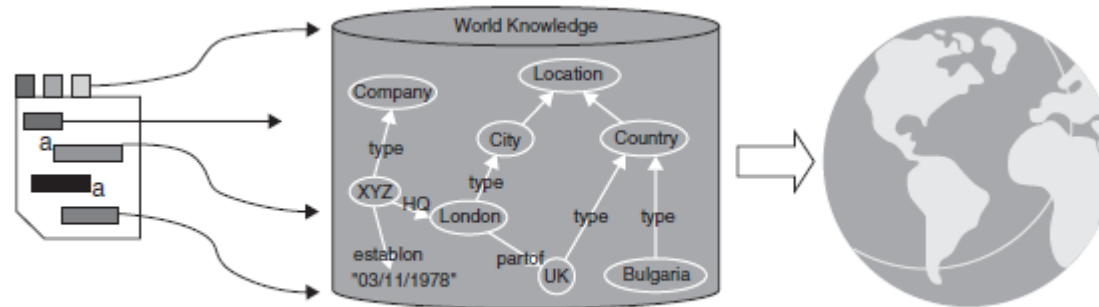 World Knowledge
Location
Company
City
Country
a
type
a
XYZ
HQ
type
London
type
type
establon
partof
"03/11/1978"
UK
Bulgaria